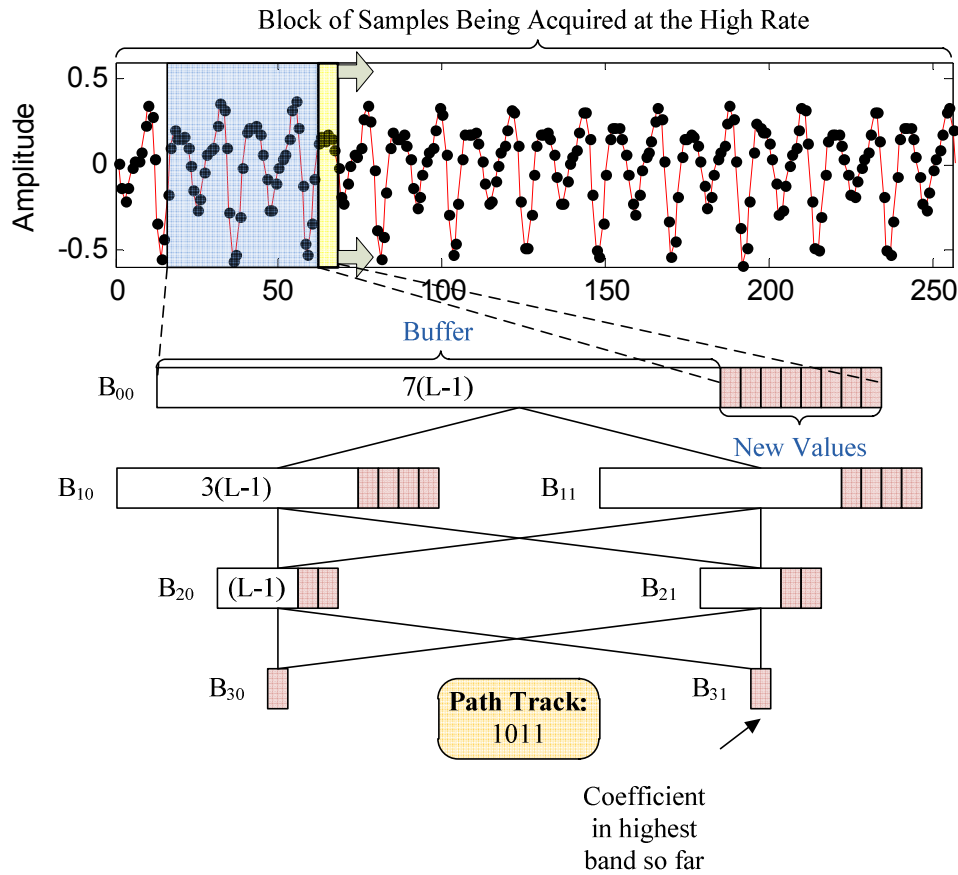 Block of Samples Being Acquired at the High Rate
0.5
0
-0.5
Amplitude
0 50 100 150 200 250
Buffer
B00 7(L-1)
New Values
B10 3(L-1) B11
B20 (L-1) B21
B30 B31
Path Track:
1011
Coefficient
in highest
band so far